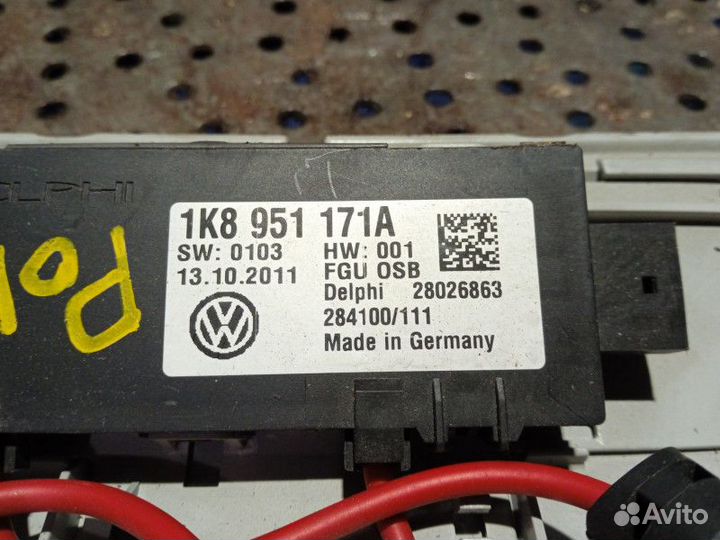 DELPHI
1K8 951 171A
SW: 0103 HW: 001
13.10.2011 FGU OSB
Delphi 28026863
284100/111
Made in Germany
Avito